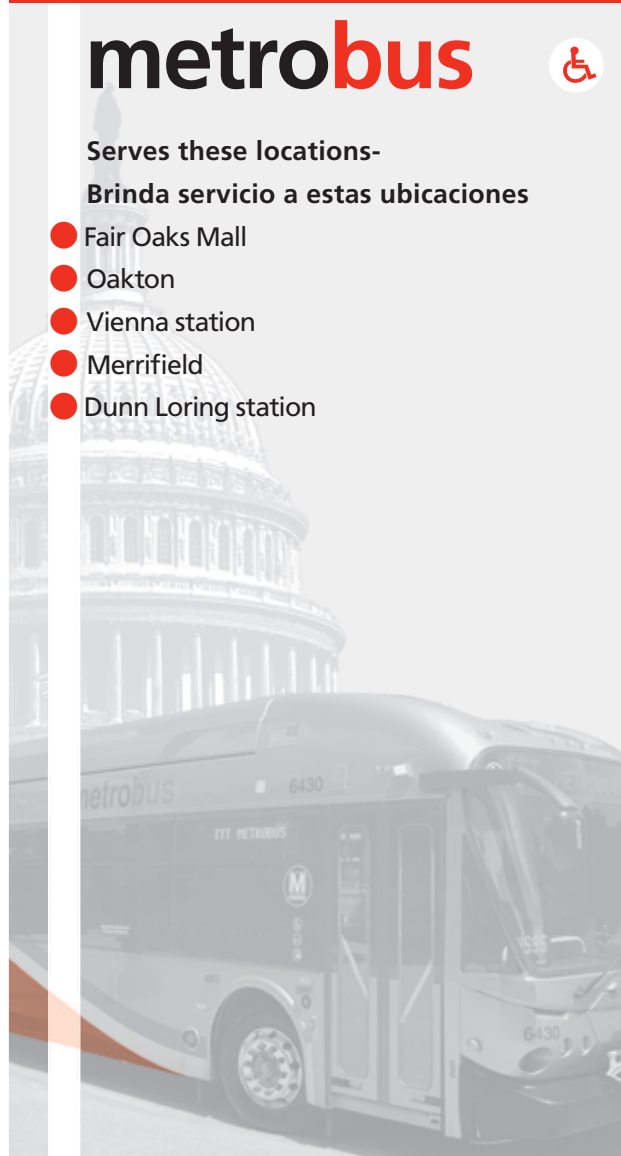 metrobus
Serves these locations-
Brinda servicio a estas ubicaciones
Fair Oaks Mall
Oakton
Vienna station
Merrifield
Dunn Loring station
metrobus
6430
TTT METROBUS
M
6430